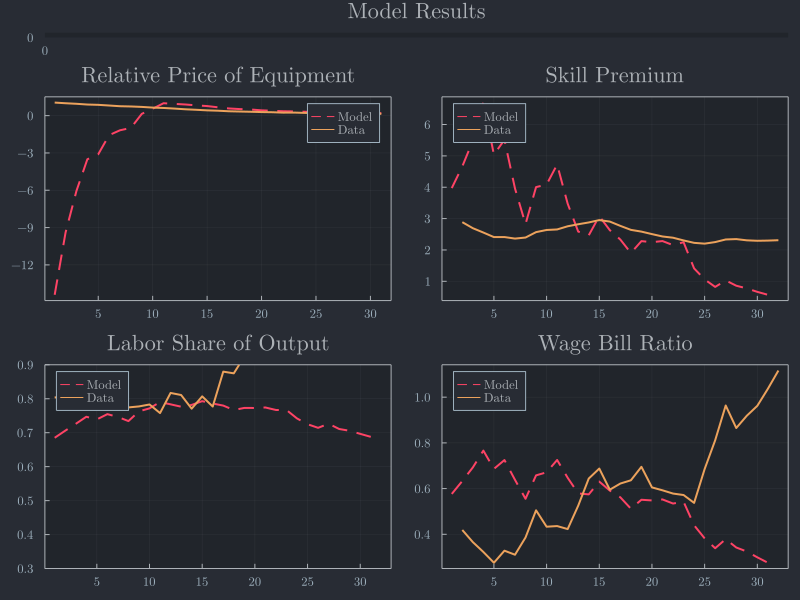 Model Results
0
0
Relative Price of Equipment
0
−3
−6
−9
−12
Model
Data
5 10 15 20 25 30
Skill Premium
6
5
4
3
2
1
Model
Data
5 10 15 20 25 30
Labor Share of Output
0.9
0.8
0.7
0.6
0.5
0.4
0.3
Model
Data
5 10 15 20 25 30
Wage Bill Ratio
1.0
0.8
0.6
0.4
Model
Data
5 10 15 20 25 30